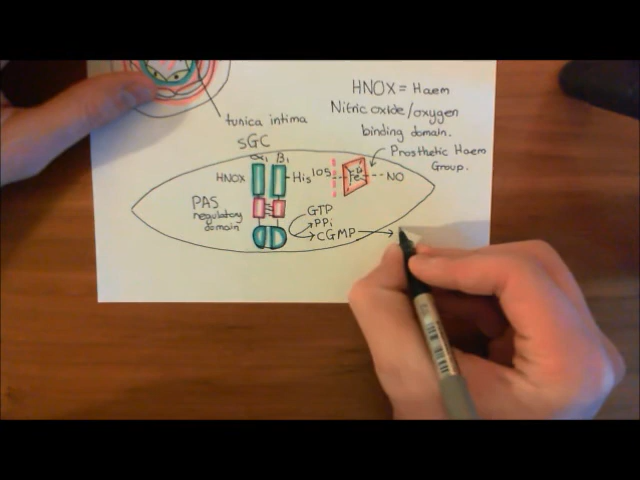 HNOX = Haem
Nitric oxide/oxygen
binding domain.
Prosthetic Haem
Group.
tunica intima
sGC
α1 β1
HNOX
His 105
Fe
NO
PAS
regulatory
domain
GTP
PPi
cGMP